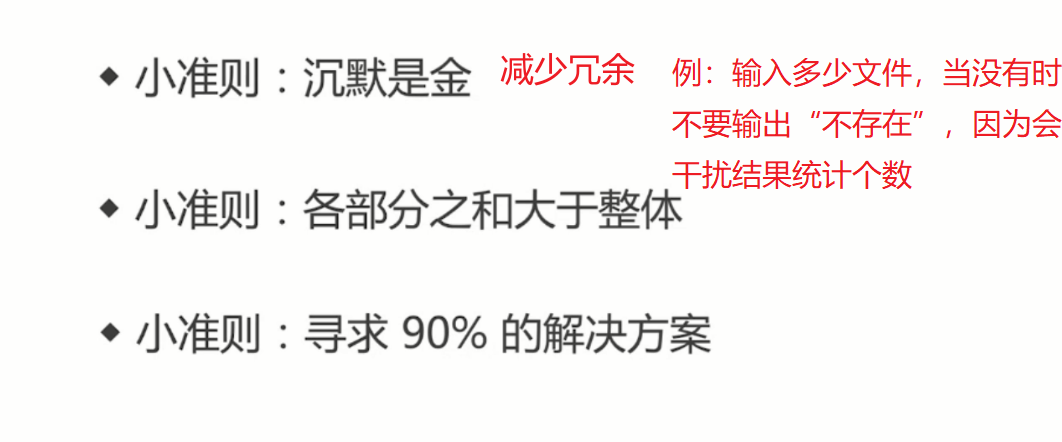 ◆ 小准则：沉默是金 减少冗余 例：输入多少文件，当没有时
不要输出“不存在”，因为会
干扰结果统计个数
◆ 小准则：各部分之和大于整体
◆ 小准则：寻求 90% 的解决方案